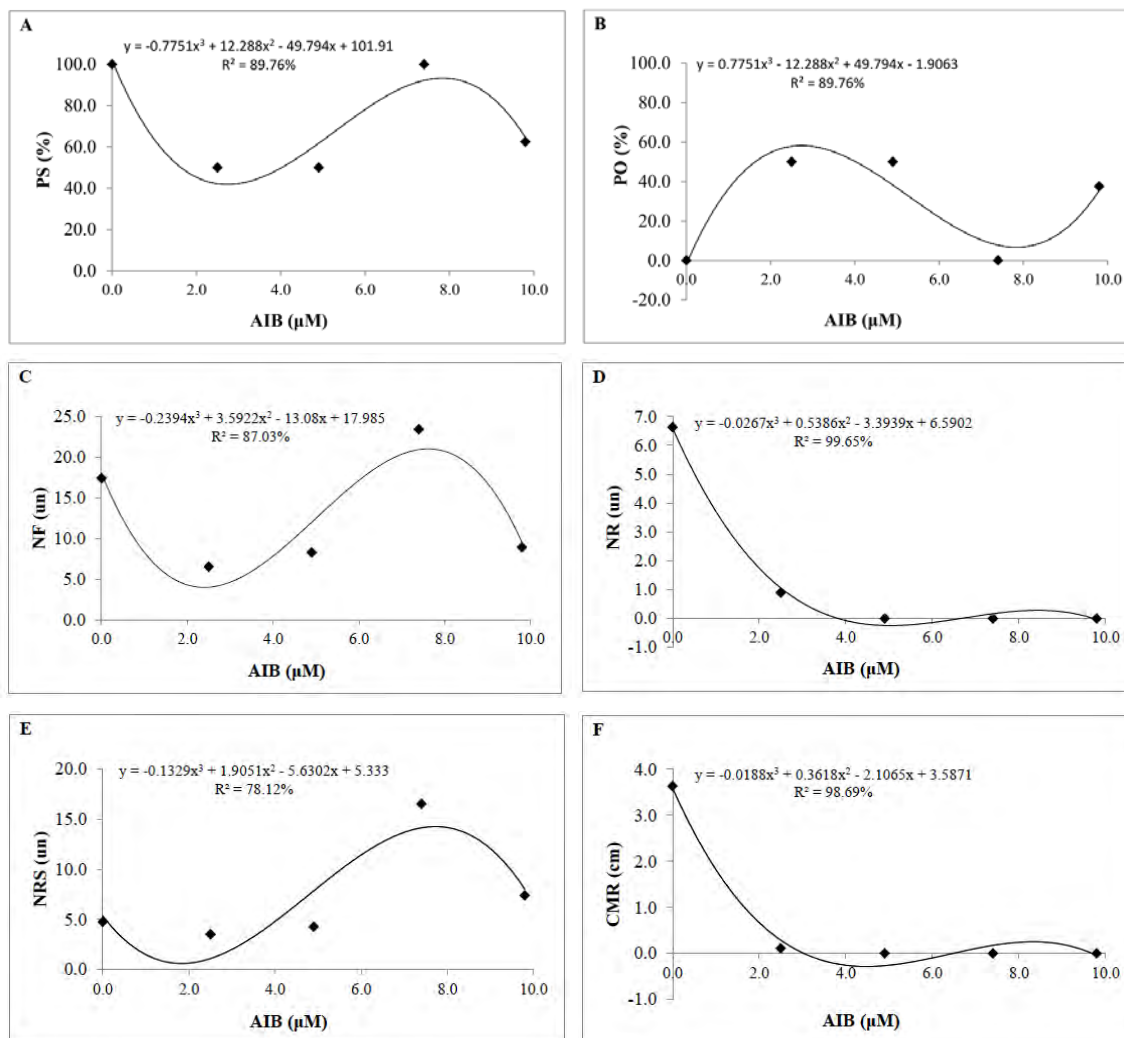 A
y = -0.7751x³ + 12.288x² - 49.794x + 101.91
R² = 89.76%
100.0
80.0
60.0
40.0
20.0
0.0
PS (%)
0.0 2.0 4.0 6.0 8.0 10.0
AIB (µM)
B
y = 0.7751x³ - 12.288x² + 49.794x - 1.9063
R² = 89.76%
100.0
80.0
60.0
40.0
20.0
0.0
-20.0
PO (%)
0.0 2.0 4.0 6.0 8.0 10.0
AIB (µM)
C
y = -0.2394x³ + 3.5922x² - 13.08x + 17.985
R² = 87.03%
25.0
20.0
15.0
10.0
5.0
0.0
NF (un)
0.0 2.0 4.0 6.0 8.0 10.0
AIB (µM)
D
y = -0.0267x³ + 0.5386x² - 3.3939x + 6.5902
R² = 99.65%
7.0
6.0
5.0
4.0
3.0
2.0
1.0
0.0
-1.0
NR (un)
0.0 2.0 4.0 6.0 8.0 10.0
AIB (µM)
E
y = -0.1329x³ + 1.9051x² - 5.6302x + 5.333
R² = 78.12%
20.0
15.0
10.0
5.0
0.0
NRS (un)
0.0 2.0 4.0 6.0 8.0 10.0
AIB (µM)
F
y = -0.0188x³ + 0.3618x² - 2.1065x + 3.5871
R² = 98.69%
4.0
3.0
2.0
1.0
0.0
-1.0
CMR (cm)
0.0 2.0 4.0 6.0 8.0 10.0
AIB (µM)